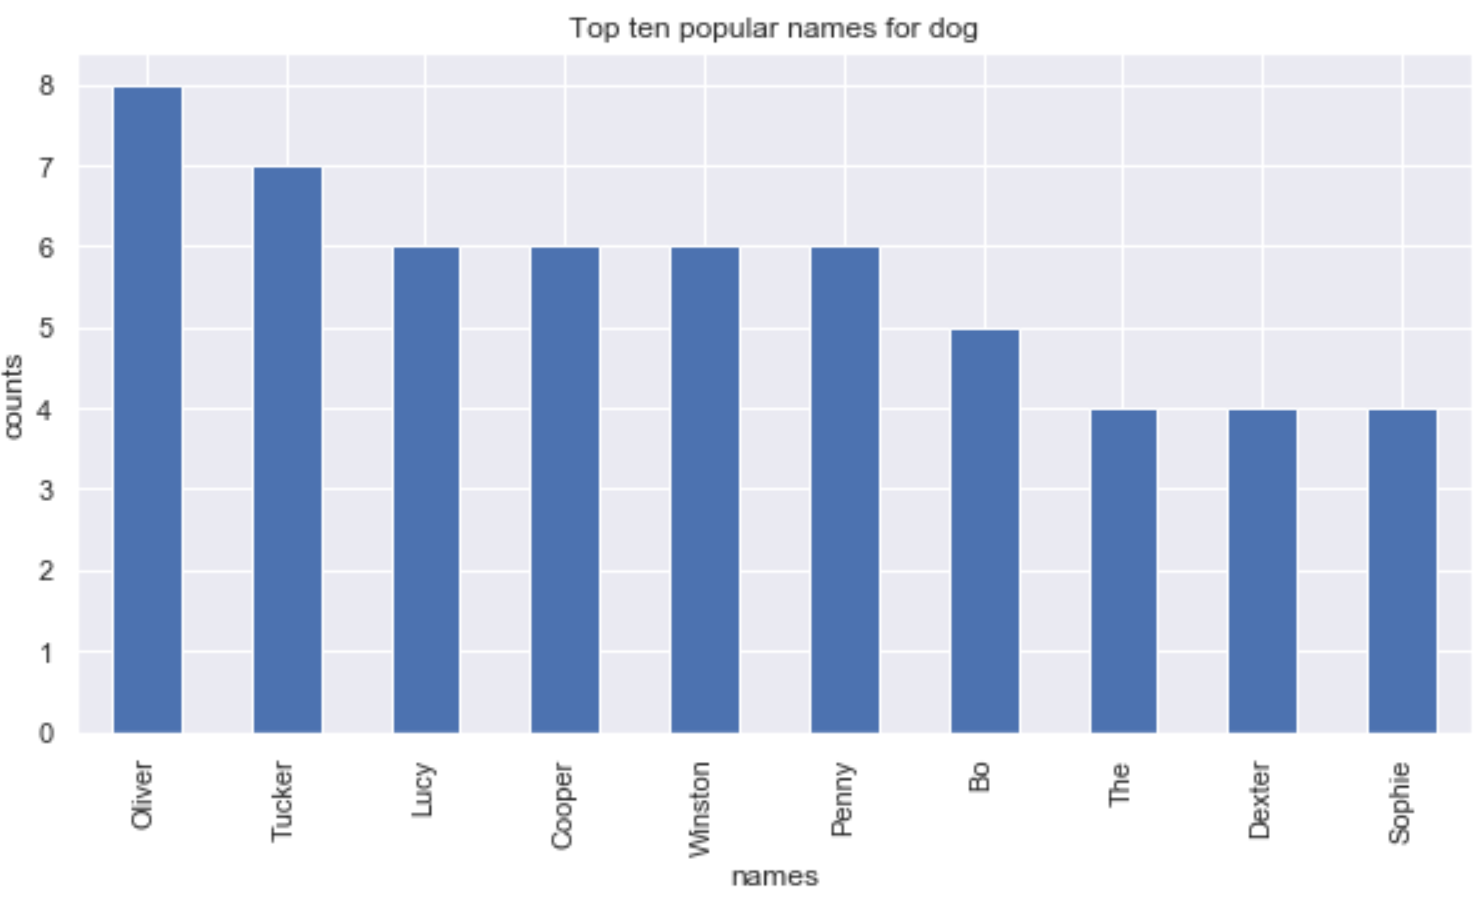 Top ten popular names for dog
counts
8
7
6
5
4
3
2
1
0
Oliver
Tucker
Lucy
Cooper
Winston
Penny
Bo
The
Dexter
Sophie
names